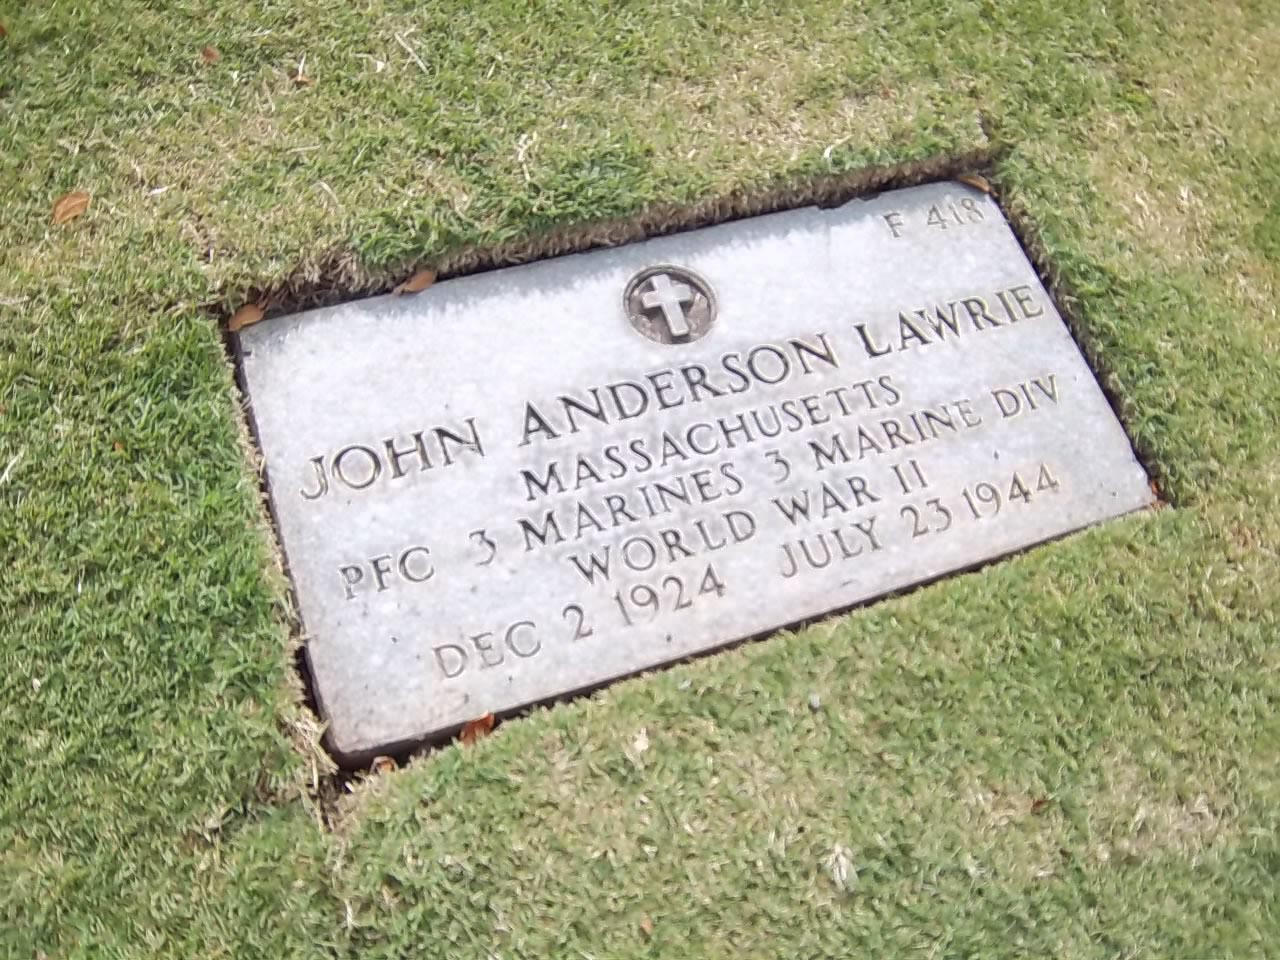 F 418
JOHN ANDERSON LAWRIE
MASSACHUSETTS
PFC 3 MARINES 3 MARINE DIV
WORLD WAR II
DEC 2 1924 JULY 23 1944